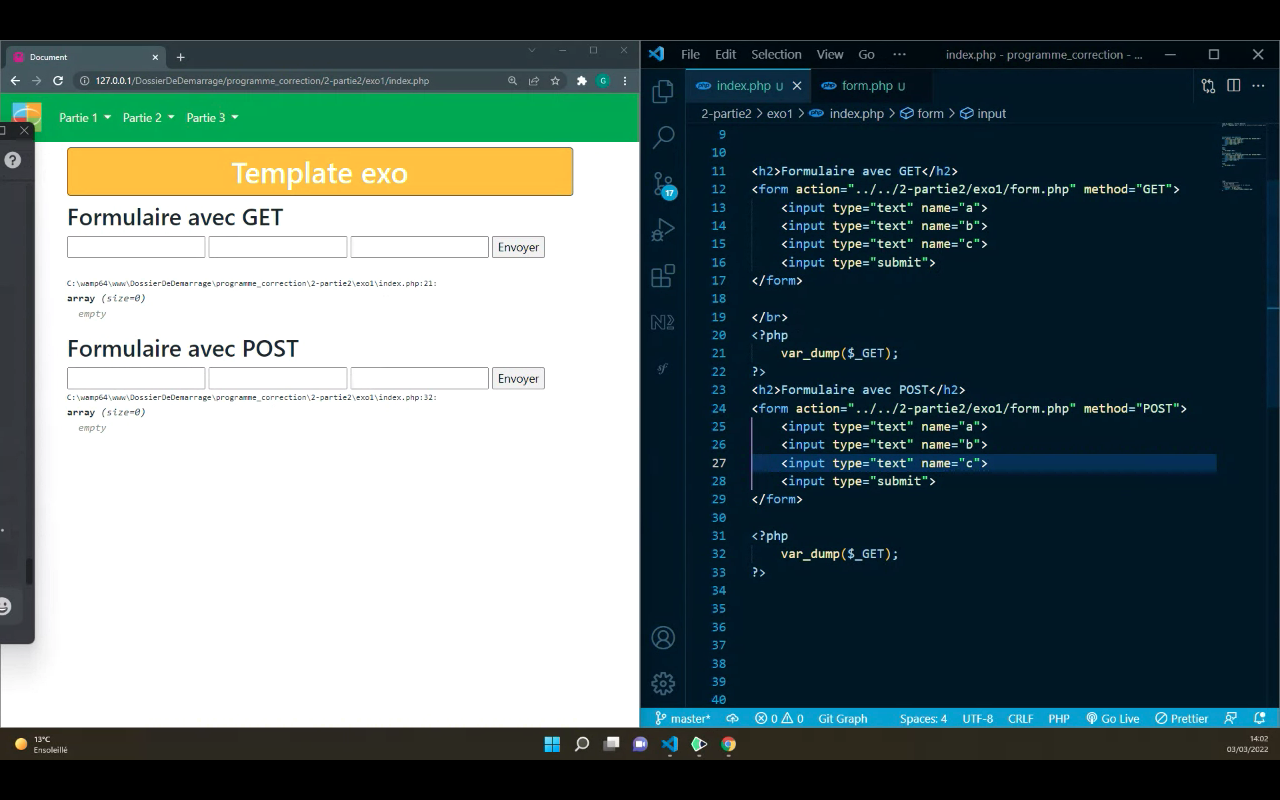 Document
127.0.0.1/DossierDeDemarrage/programme_correction/2-partie2/exo1/index.php
G
Partie 1 Partie 2 Partie 3
Template exo
Formulaire avec GET
Envoyer
C:\wamp64\www\DossierDeDemarrage\programme_correction\2-partie2\exo1\index.php:21:
array (size=0)
empty
Formulaire avec POST
Envoyer
C:\wamp64\www\DossierDeDemarrage\programme_correction\2-partie2\exo1\index.php:32:
array (size=0)
empty
File Edit Selection View Go ··· index.php - programme_correction - ...
index.php U form.php U
2-partie2 > exo1 > index.php > form > input
17
9
10
11 <h2>Formulaire avec GET</h2>
12 <form action="../../2-partie2/exo1/form.php" method="GET">
13 <input type="text" name="a">
14 <input type="text" name="b">
15 <input type="text" name="c">
16 <input type="submit">
17 </form>
18
19 </br>
20 <?php
21 var_dump($_GET);
22 ?>
23 <h2>Formulaire avec POST</h2>
24 <form action="../../2-partie2/exo1/form.php" method="POST">
25 <input type="text" name="a">
26 <input type="text" name="b">
27 <input type="text" name="c">
28 <input type="submit">
29 </form>
30
31 <?php
32 var_dump($_GET);
33 ?>
34
35
36
37
38
39
40
master* 0 0 Git Graph Spaces: 4 UTF-8 CRLF PHP Go Live Prettier
13°C
Ensoleillé
14:02
03/03/2022